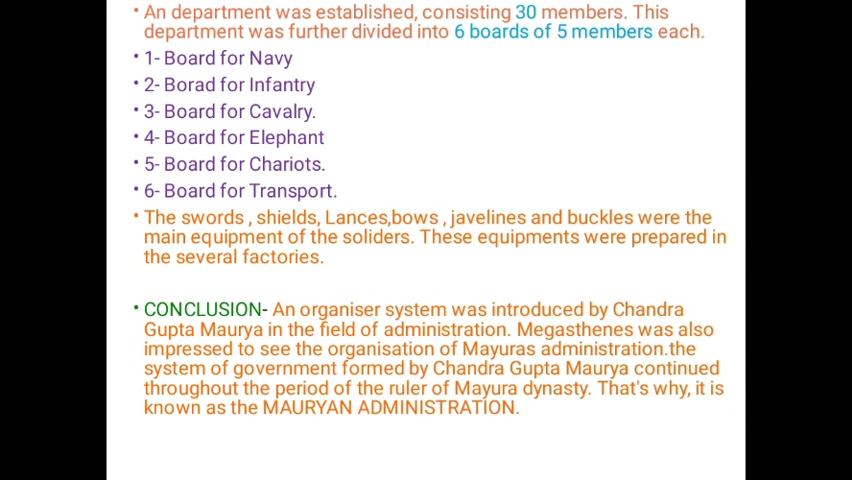 • An department was established, consisting 30 members. This
department was further divided into 6 boards of 5 members each.
• 1- Board for Navy
• 2- Borad for Infantry
• 3- Board for Cavalry.
• 4- Board for Elephant
• 5- Board for Chariots.
• 6- Board for Transport.
• The swords , shields, Lances,bows , javelines and buckles were the
main equipment of the soliders. These equipments were prepared in
the several factories.
• CONCLUSION- An organiser system was introduced by Chandra
Gupta Maurya in the field of administration. Megasthenes was also
impressed to see the organisation of Mayuras administration.the
system of government formed by Chandra Gupta Maurya continued
throughout the period of the ruler of Mayura dynasty. That's why, it is
known as the MAURYAN ADMINISTRATION.